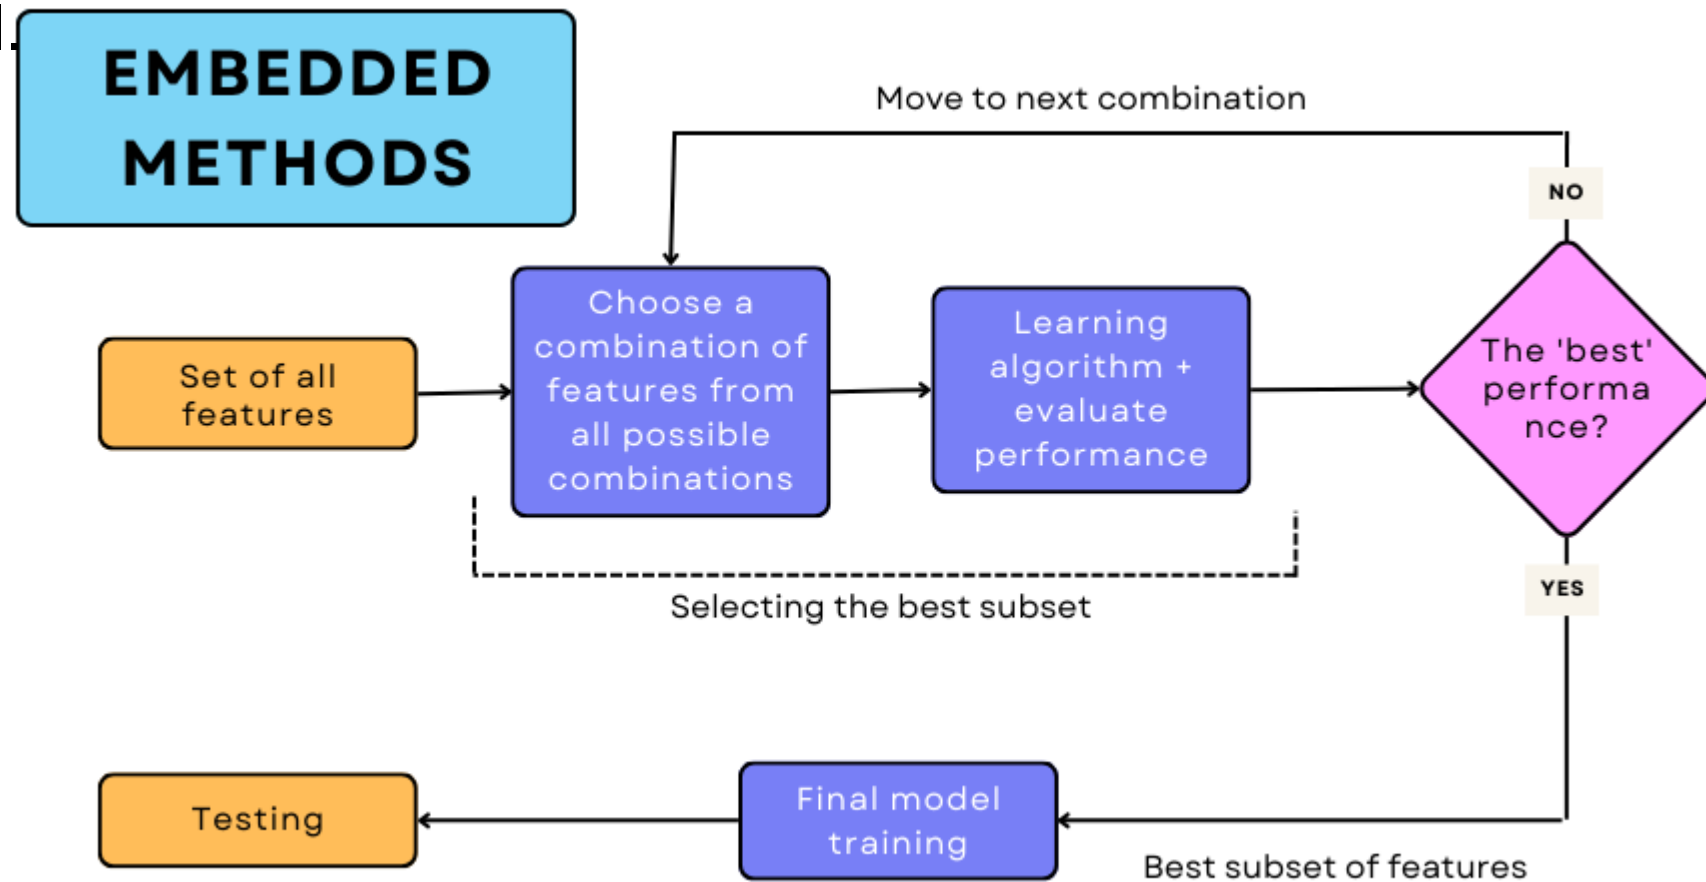 EMBEDDED
METHODS
Move to next combination
NO
Set of all
features
Choose a
combination of
features from
all possible
combinations
Learning
algorithm +
evaluate
performance
The 'best'
performa
nce?
Selecting the best subset
YES
Testing
Final model
training
Best subset of features